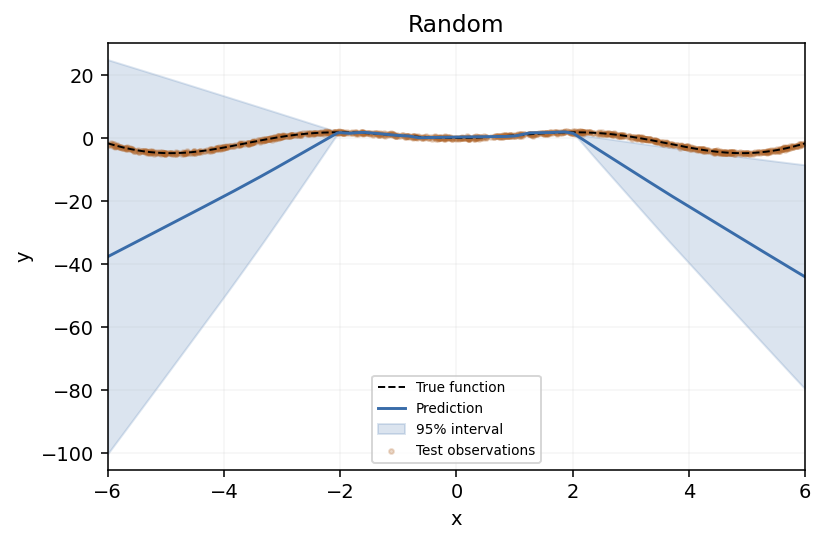 Random
20
0
−20
−40
−60
−80
−100
y
True function
Prediction
95% interval
Test observations
−6
−4
−2
0
2
4
6
x